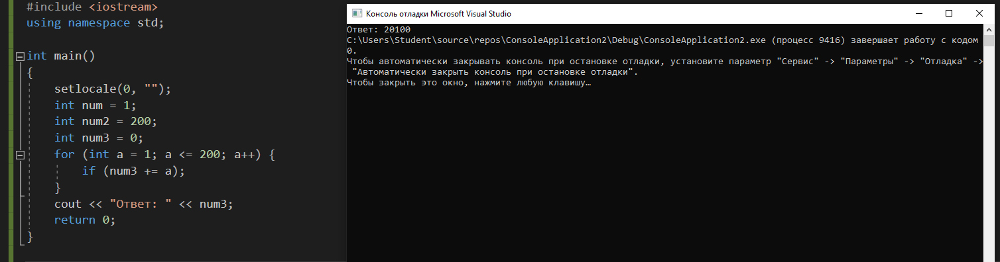 #include <iostream>
using namespace std;
int main()
{
setlocale(0, "");
int num = 1;
int num2 = 200;
int num3 = 0;
for (int a = 1; a <= 200; a++) {
if (num3 += a);
}
cout << "Ответ: " << num3;
return 0;
}
Консоль отладки Microsoft Visual Studio
Ответ: 20100
C:\Users\Student\source\repos\ConsoleApplication2\Debug\ConsoleApplication2.exe (процесс 9416) завершает работу с кодом
0.
Чтобы автоматически закрывать консоль при остановке отладки, установите параметр "Сервис" -> "Параметры" -> "Отладка" ->
"Автоматически закрыть консоль при остановке отладки".
Чтобы закрыть это окно, нажмите любую клавишу…